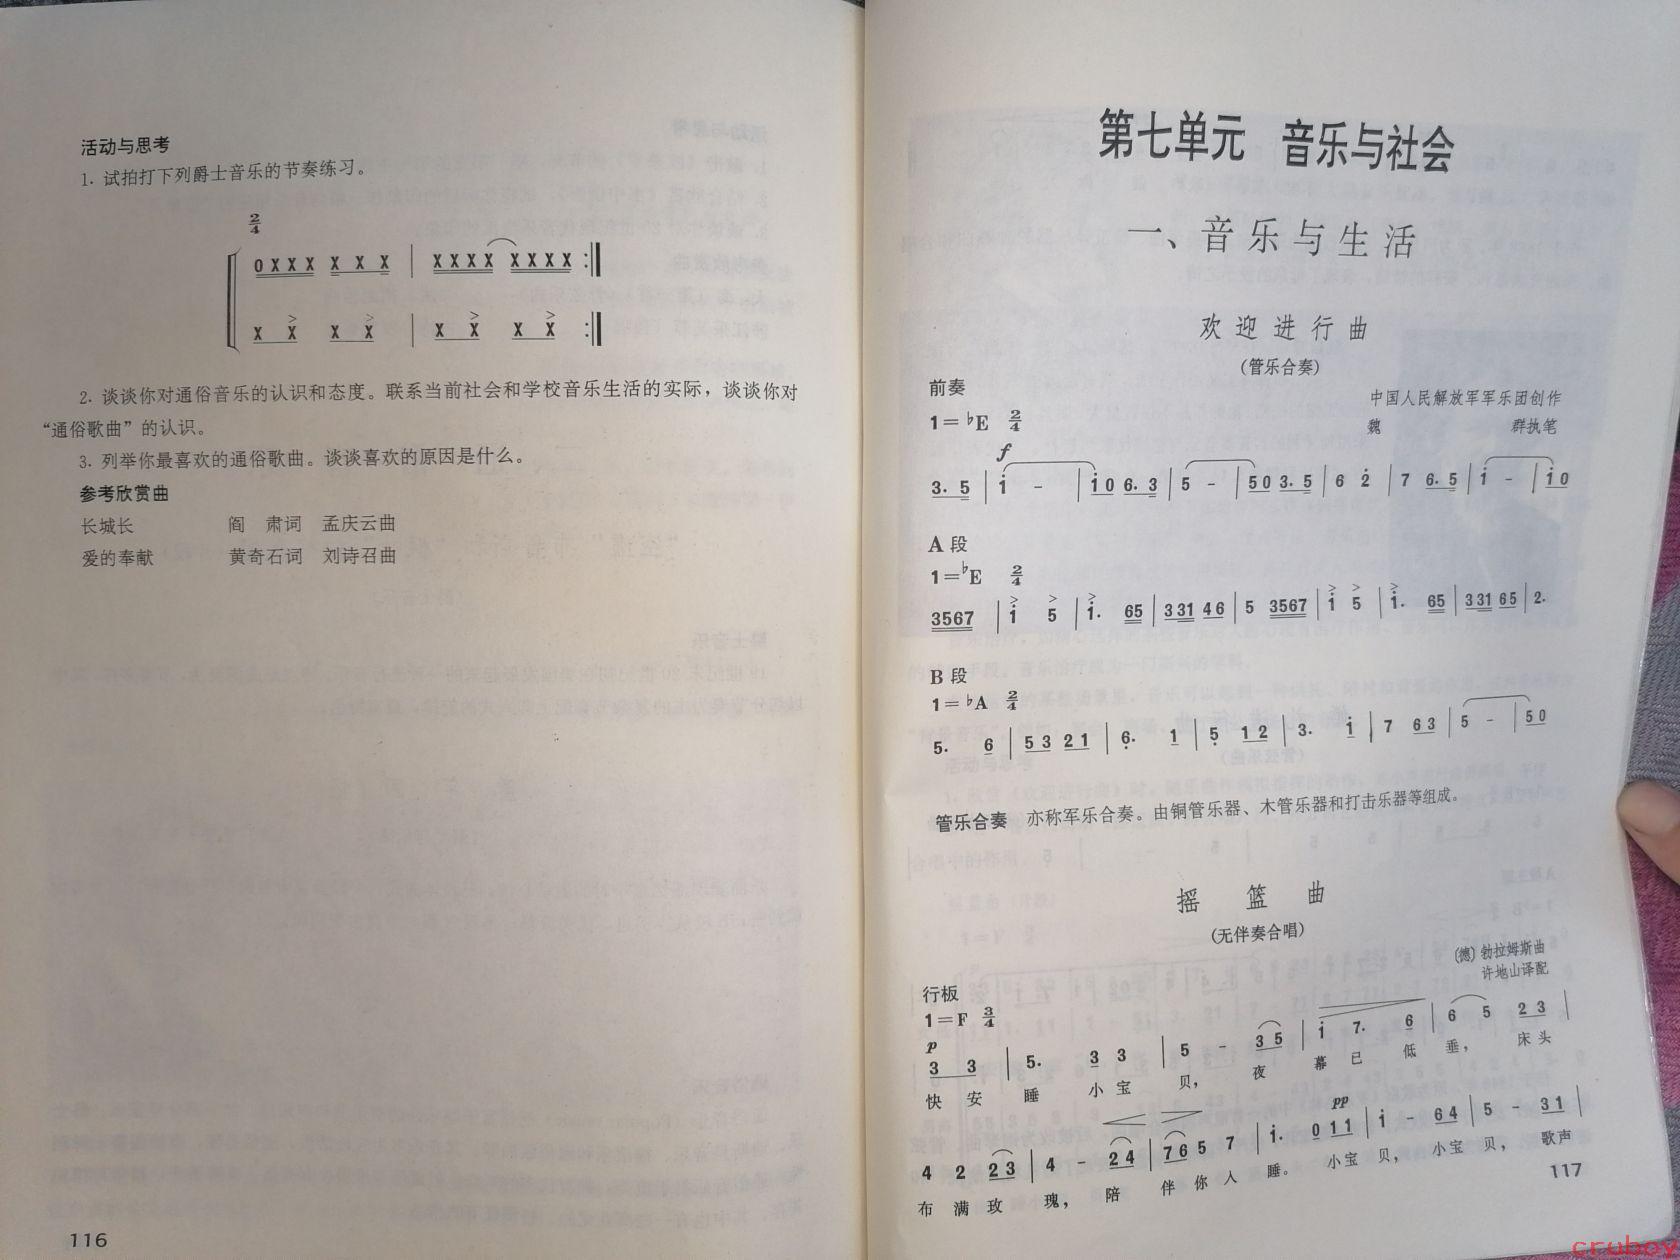 活动与思考
1. 试拍打下列爵士音乐的节奏练习。
2/4
0 X X X X X X | X X X X X X X X :‖
X X X X | X X X X :‖
2. 谈谈你对通俗音乐的认识和态度。联系当前社会和学校音乐生活的实际，谈谈你对
“通俗歌曲”的认识。
3. 列举你最喜欢的通俗歌曲。谈谈喜欢的原因是什么。
参考欣赏曲
长城长 阎 肃词 孟庆云曲
爱的奉献 黄奇石词 刘诗召曲
116
第七单元 音乐与社会
一、音乐与生活
欢迎进行曲
(管乐合奏)
前奏
中国人民解放军军乐团创作
1=♭E 2/4
魏 群执笔
f
3. 5 | i - | i 0 6. 3 | 5 - | 5 0 3. 5 | 6 2 | 7 6. 5 | i - | i 0
A 段
1=♭E 2/4
3567 | i 5 | i. 65 | 331 46 | 5 3567 | i 5 | i. 65 | 331 65 | 2.
B 段
1=♭A 2/4
5. 6 | 5 3 2 1 | 6. 1 | 5 1 2 | 3. i | 7 6 3 | 5 - | 5 0
管乐合奏 亦称军乐合奏。由铜管乐器、木管乐器和打击乐器等组成。
摇篮曲
(无伴奏合唱)
(德) 勃拉姆斯曲
许地山译配
行板
1=F 3/4
p
3 3 | 5. 3 3 | 5 - 3 5 | i 7. 6 | 6 5 2 3 |
快 安 睡 小 宝 贝， 夜 幕 已 低 垂， 床 头
pp
4 2 2 3 | 4 - 2 4 | 7 6 5 7 | i. 0 1 1 | i - 6 4 | 5 - 3 1 |
布 满 玫 瑰， 陪 伴 你 人 睡。 小宝 贝， 小宝 贝， 歌声
117
cruboy